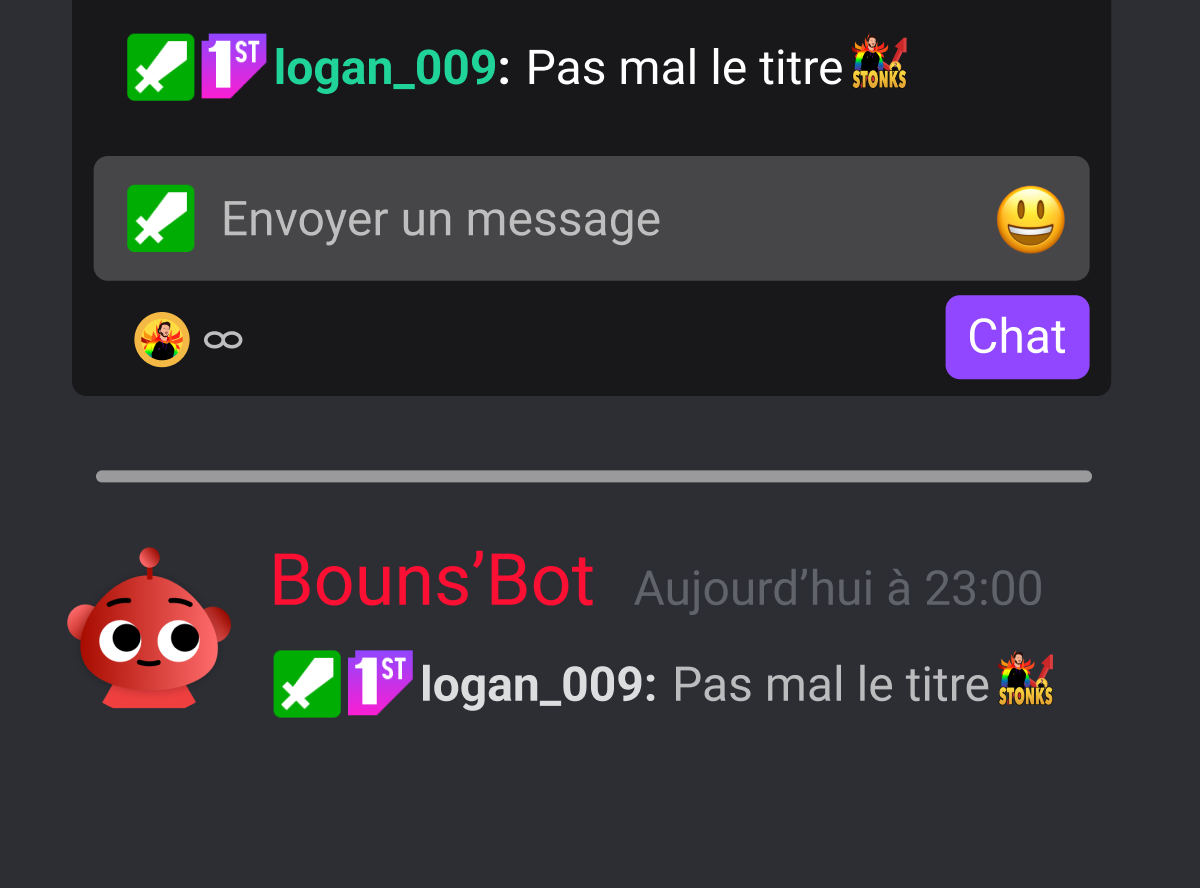 1ST logan_009: Pas mal le titre STONKS
Envoyer un message
∞ Chat
Bouns’Bot Aujourd’hui à 23:00
1ST logan_009: Pas mal le titre STONKS